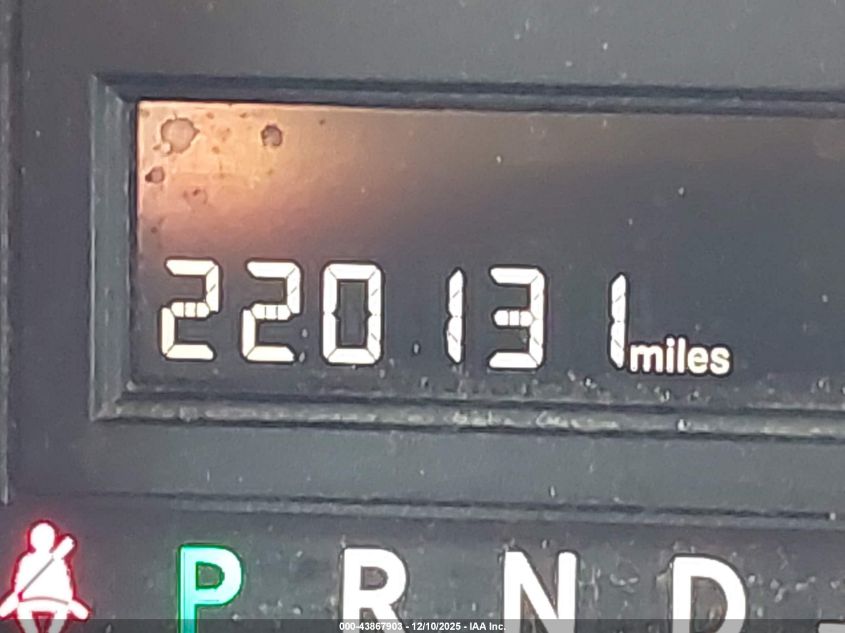 220131 miles
P R N D
000-43867903 - 12/10/2025 - IAA Inc.